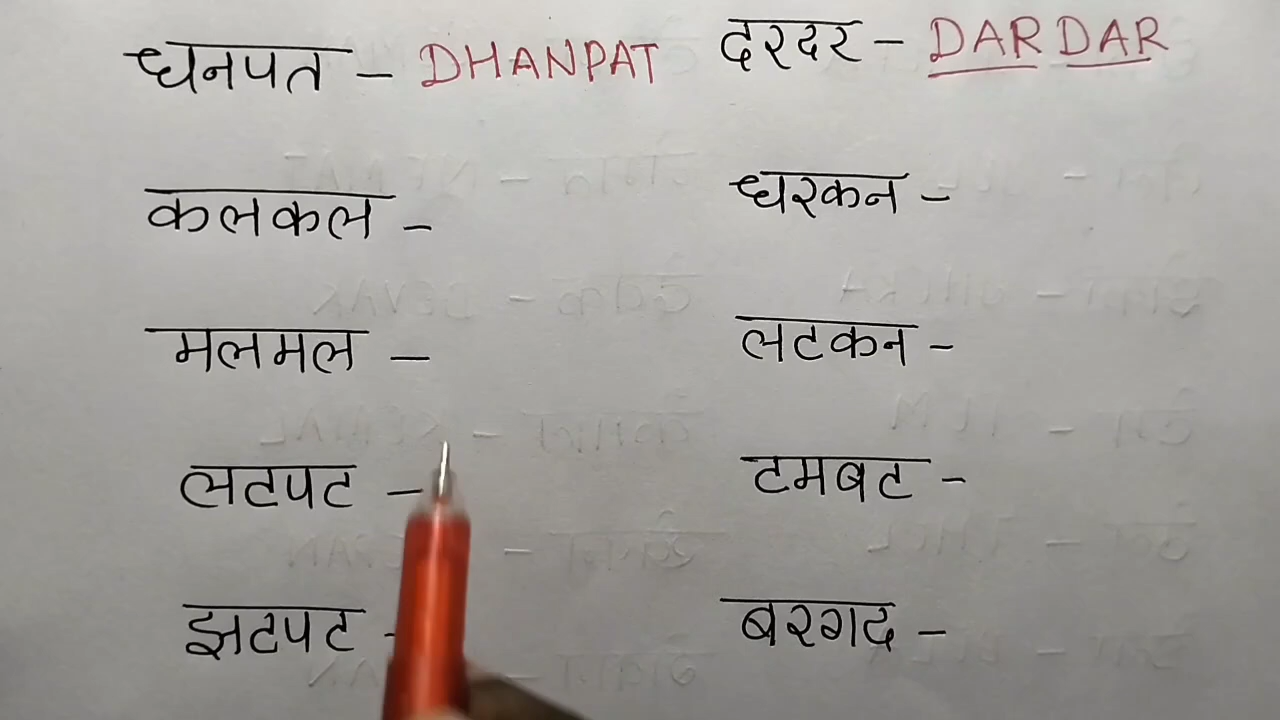 धनपत - DHANPAT
दरदर - DARDAR
कलकल -
धरकन -
मलमल -
लटकन -
लटपट -
टमबट -
झटपट -
बरगद -